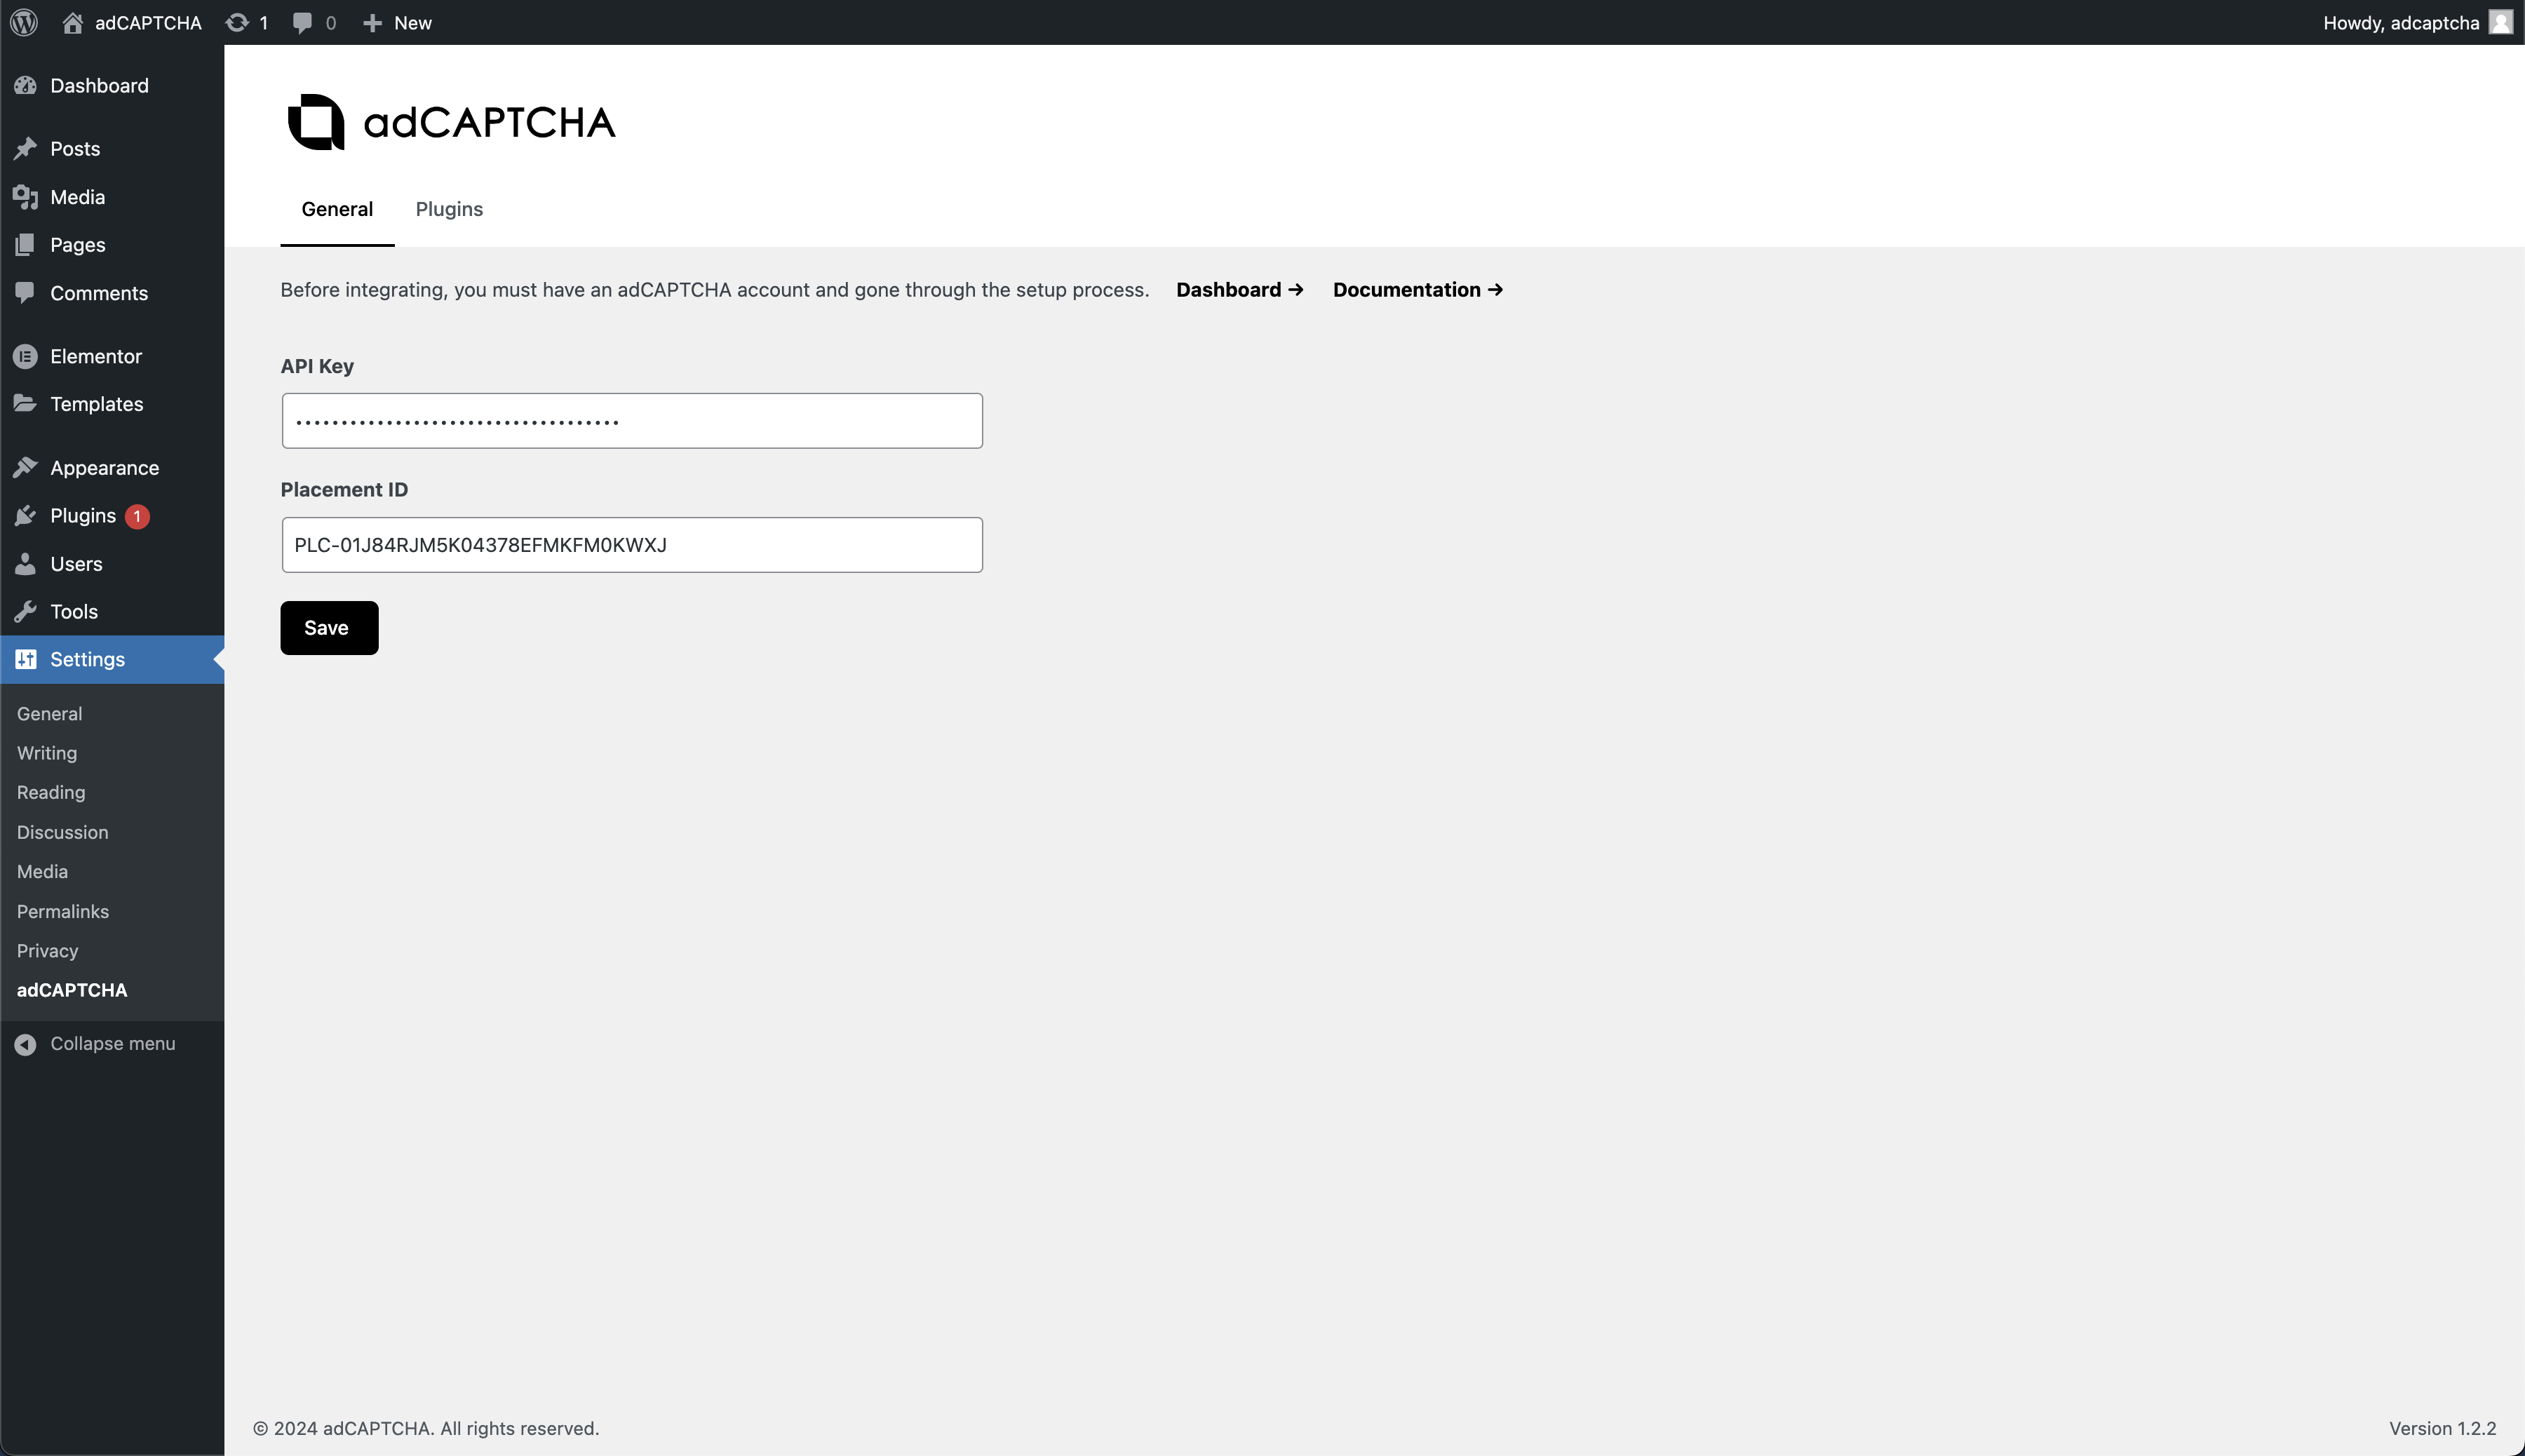 adCAPTCHA 1 0 New Howdy, adcaptcha
Dashboard
Posts
Media
Pages
Comments
Elementor
Templates
Appearance
Plugins 1
Users
Tools
Settings
General
Writing
Reading
Discussion
Media
Permalinks
Privacy
adCAPTCHA
Collapse menu
adCAPTCHA
General Plugins
Before integrating, you must have an adCAPTCHA account and gone through the setup process. Dashboard → Documentation →
API Key
••••••••••••••••••••••••••••••••••••
Placement ID
PLC-01J84RJM5K04378EFMKFM0KWXJ
Save
© 2024 adCAPTCHA. All rights reserved. Version 1.2.2